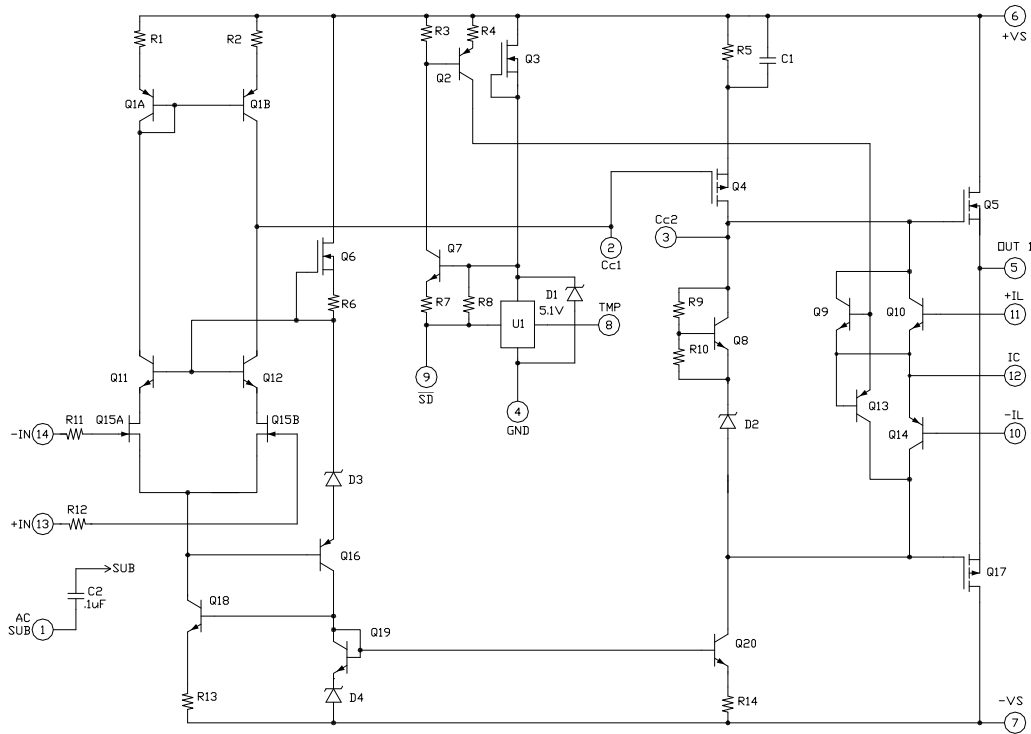 R1
R2
R3
R4
Q2
Q3
R5
C1
6
+VS
Q1A
Q1B
Q4
Q5
Cc2
3
2
Cc1
OUT 1
5
Q6
Q7
R6
R7
R8
D1
5.1V
U1
TMP
8
R9
R10
Q8
Q9
Q10
+IL
11
IC
12
Q11
Q12
9
SD
4
GND
Q13
Q14
-IL
10
-IN 14
R11
Q15A
Q15B
D2
D3
+IN 13
R12
Q16
Q17
SUB
C2
.1uF
AC
SUB 1
Q18
Q19
Q20
R13
D4
R14
-VS
7